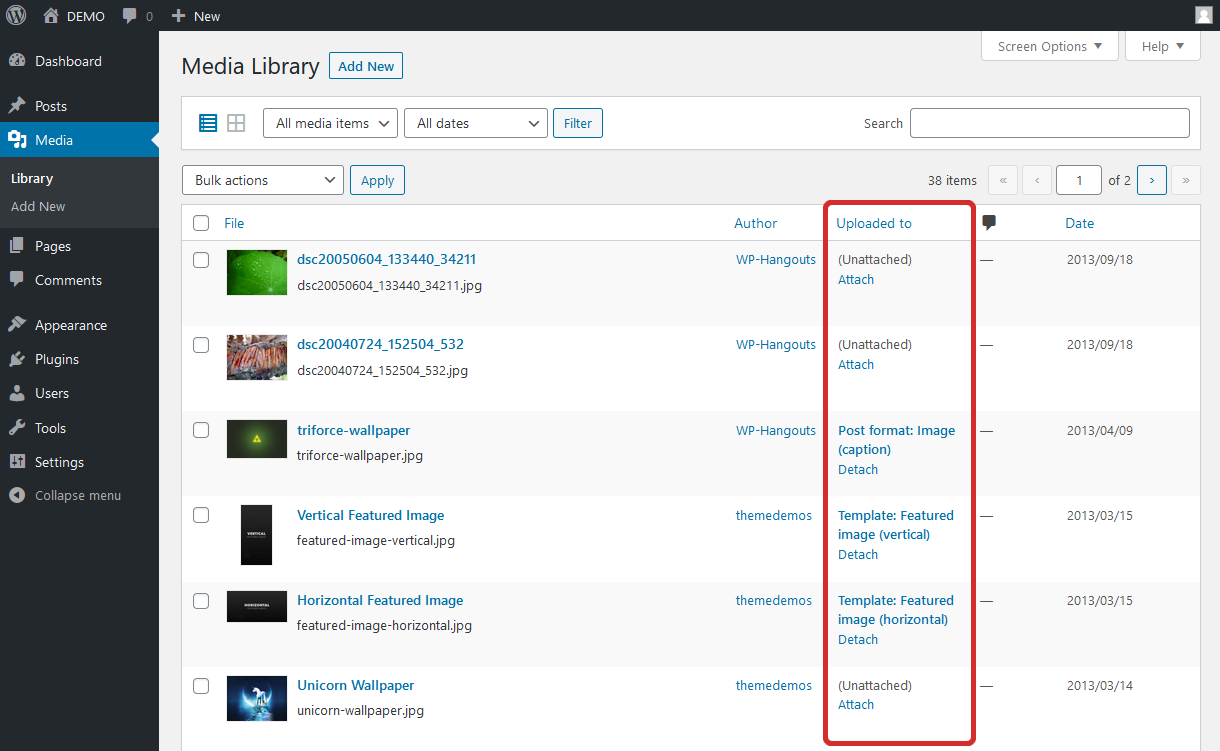 DEMO 0 New
Screen Options Help
Dashboard
Posts
Media
Library
Add New
Pages
Comments
Appearance
Plugins
Users
Tools
Settings
Collapse menu
Media Library Add New
All media items All dates Filter Search
Bulk actions Apply 38 items « ‹ 1 of 2 › »
File Author Uploaded to Date
dsc20050604_133440_34211 WP-Hangouts (Unattached) — 2013/09/18
dsc20050604_133440_34211.jpg Attach
dsc20040724_152504_532 WP-Hangouts (Unattached) — 2013/09/18
dsc20040724_152504_532.jpg Attach
triforce-wallpaper WP-Hangouts Post format: Image — 2013/04/09
triforce-wallpaper.jpg (caption)
Detach
Vertical Featured Image themedemos Template: Featured — 2013/03/15
VERTICAL
featured-image-vertical.jpg image (vertical)
Detach
Horizontal Featured Image themedemos Template: Featured — 2013/03/15
HORIZONTAL
featured-image-horizontal.jpg image (horizontal)
Detach
Unicorn Wallpaper themedemos (Unattached) — 2013/03/14
unicorn-wallpaper.jpg Attach